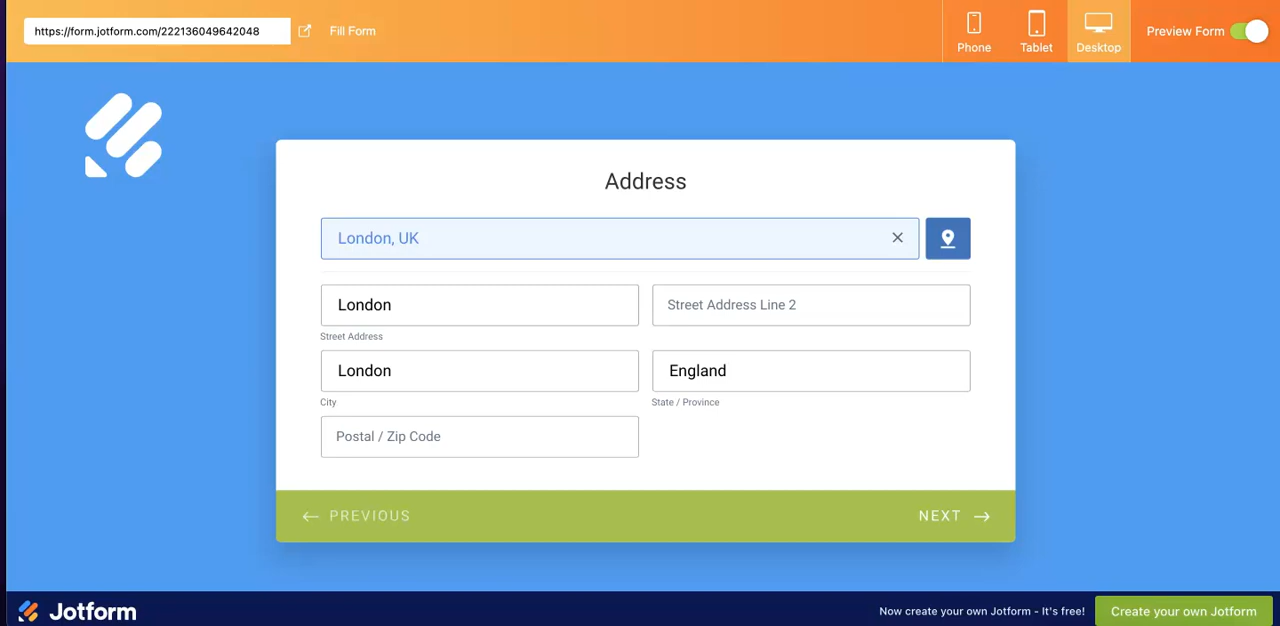 https://form.jotform.com/222136049642048
Fill Form
Phone
Tablet
Desktop
Preview Form
Address
London, UK
London
Street Address Line 2
Street Address
London
England
City
State / Province
Postal / Zip Code
PREVIOUS
NEXT
Jotform
Now create your own Jotform - It's free!
Create your own Jotform